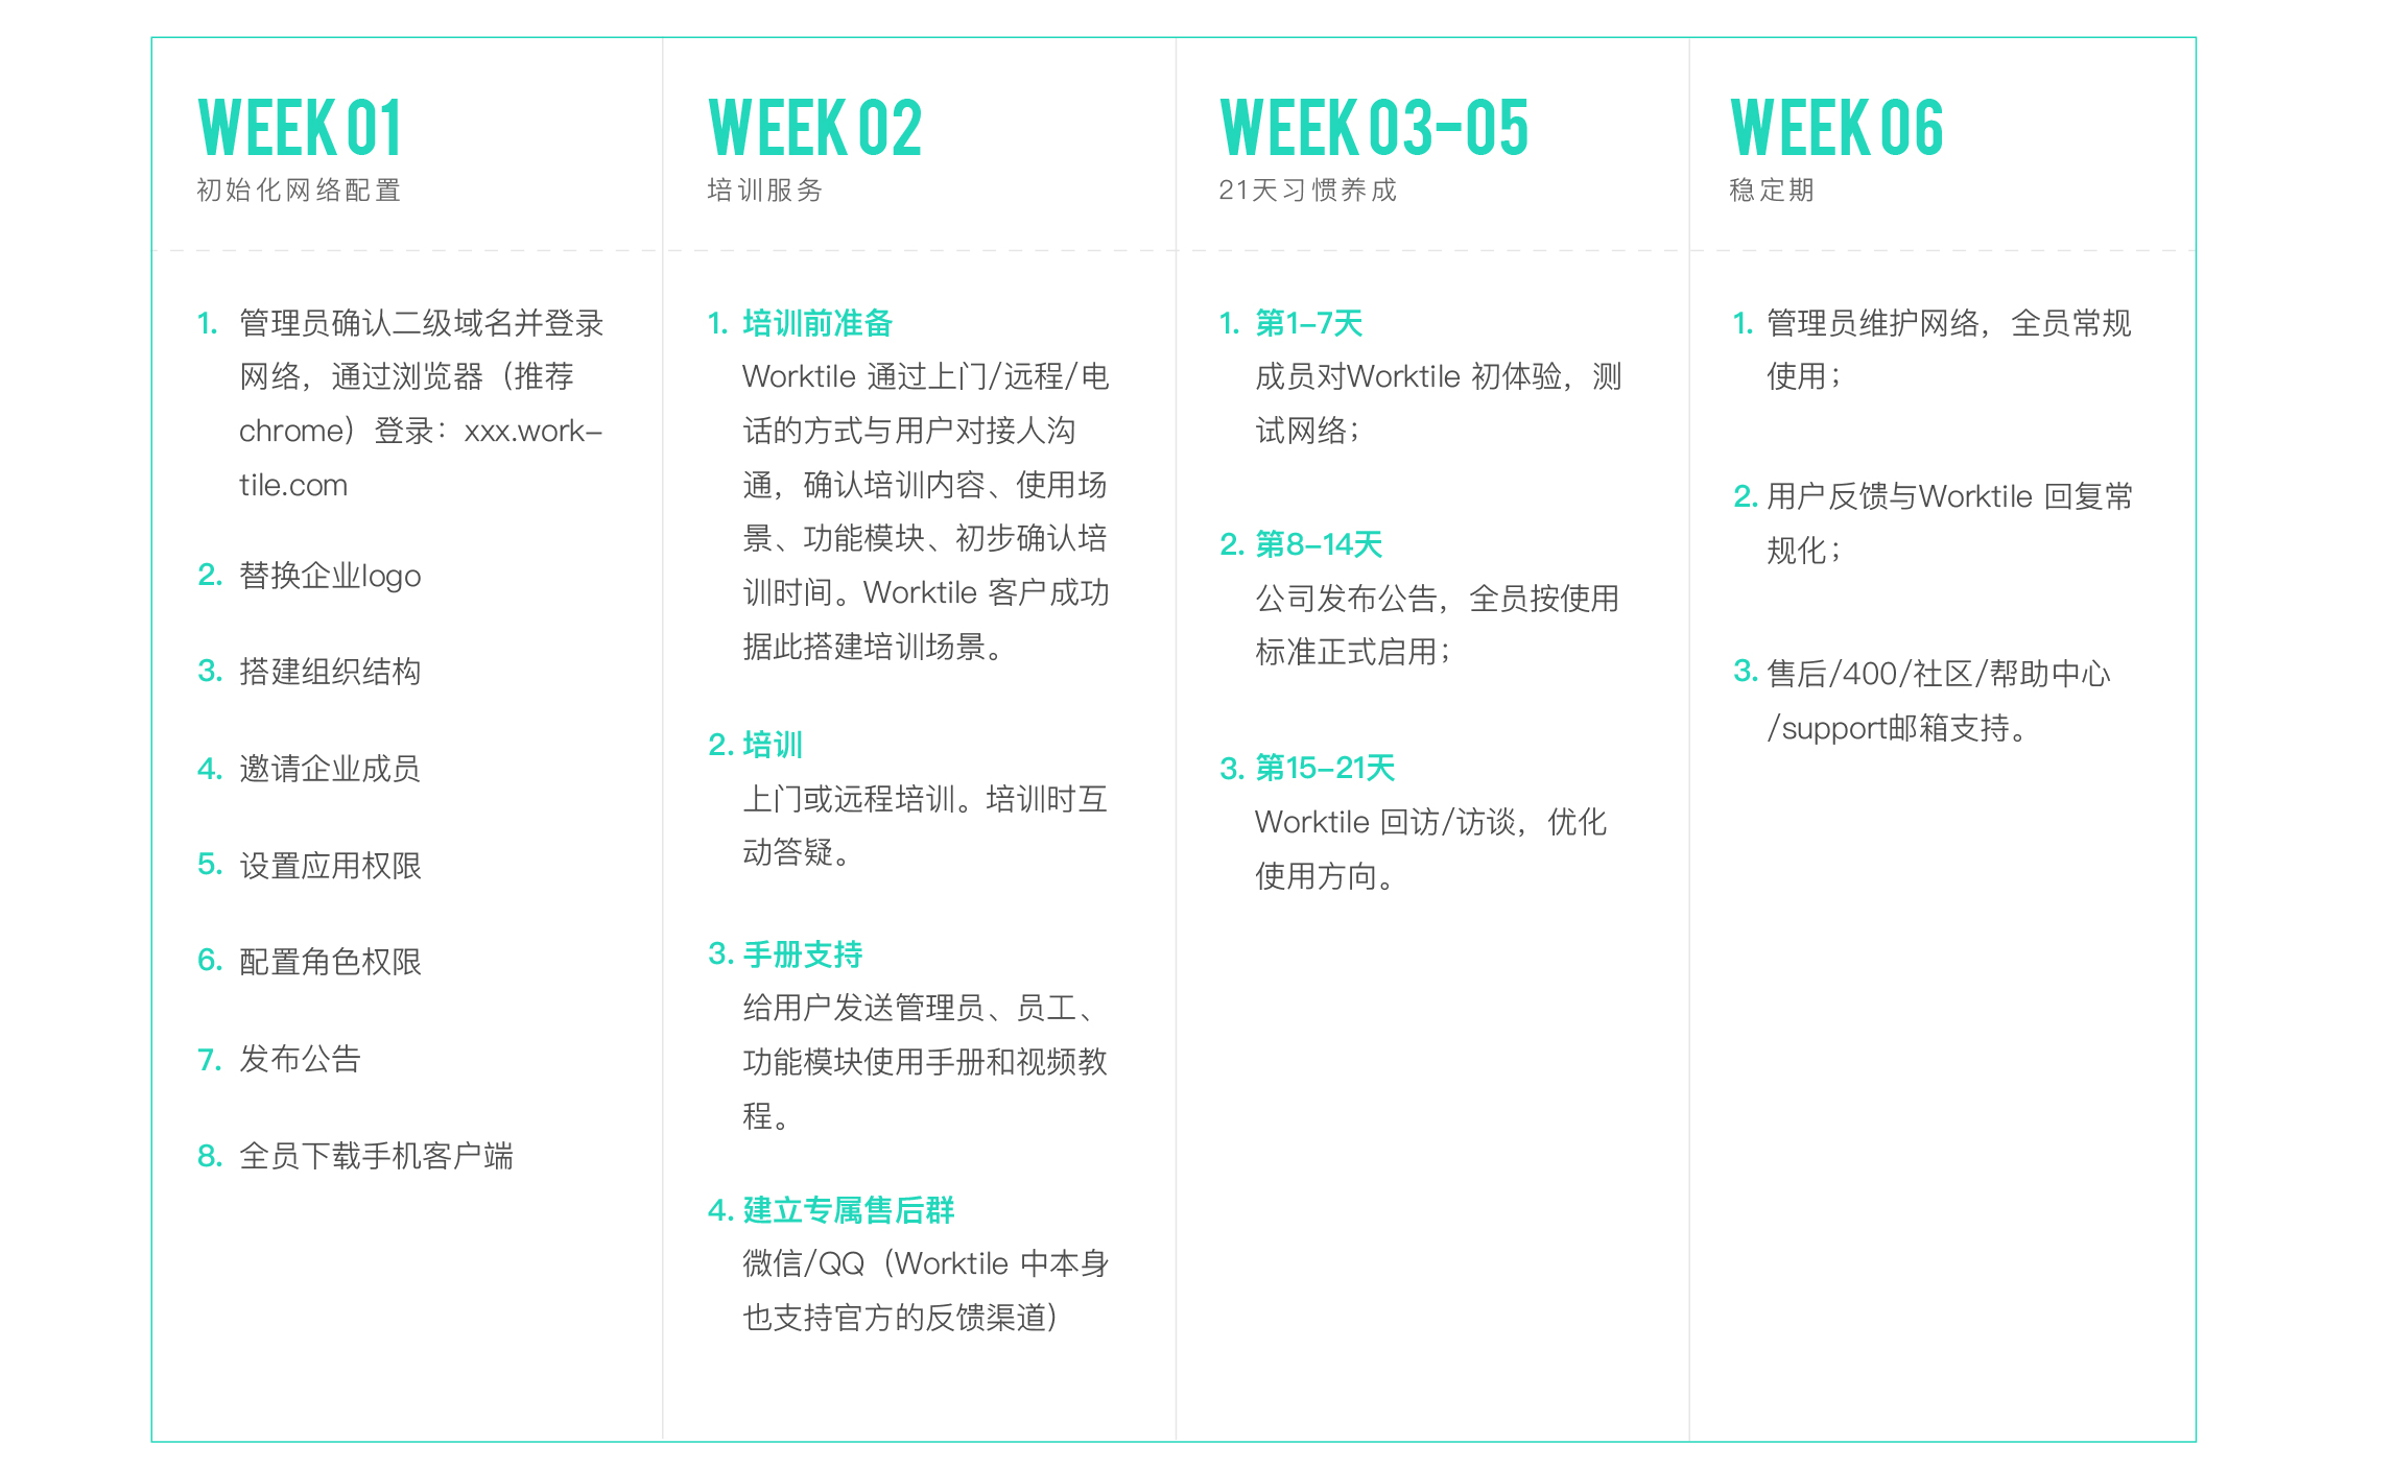 WEEK 01
初始化网络配置
1. 管理员确认二级域名并登录
网络，通过浏览器（推荐
chrome）登录：xxx.work-
tile.com
2. 替换企业logo
3. 搭建组织结构
4. 邀请企业成员
5. 设置应用权限
6. 配置角色权限
7. 发布公告
8. 全员下载手机客户端
WEEK 02
培训服务
1. 培训前准备
Worktile 通过上门/远程/电
话的方式与用户对接人沟
通，确认培训内容、使用场
景、功能模块、初步确认培
训时间。Worktile 客户成功
据此搭建培训场景。
2. 培训
上门或远程培训。培训时互
动答疑。
3. 手册支持
给用户发送管理员、员工、
功能模块使用手册和视频教
程。
4. 建立专属售后群
微信/QQ（Worktile 中本身
也支持官方的反馈渠道）
WEEK 03-05
21天习惯养成
1. 第1-7天
成员对Worktile 初体验，测
试网络；
2. 第8-14天
公司发布公告，全员按使用
标准正式启用；
3. 第15-21天
Worktile 回访/访谈，优化
使用方向。
WEEK 06
稳定期
1. 管理员维护网络，全员常规
使用；
2. 用户反馈与Worktile 回复常
规化；
3. 售后/400/社区/帮助中心
/support邮箱支持。